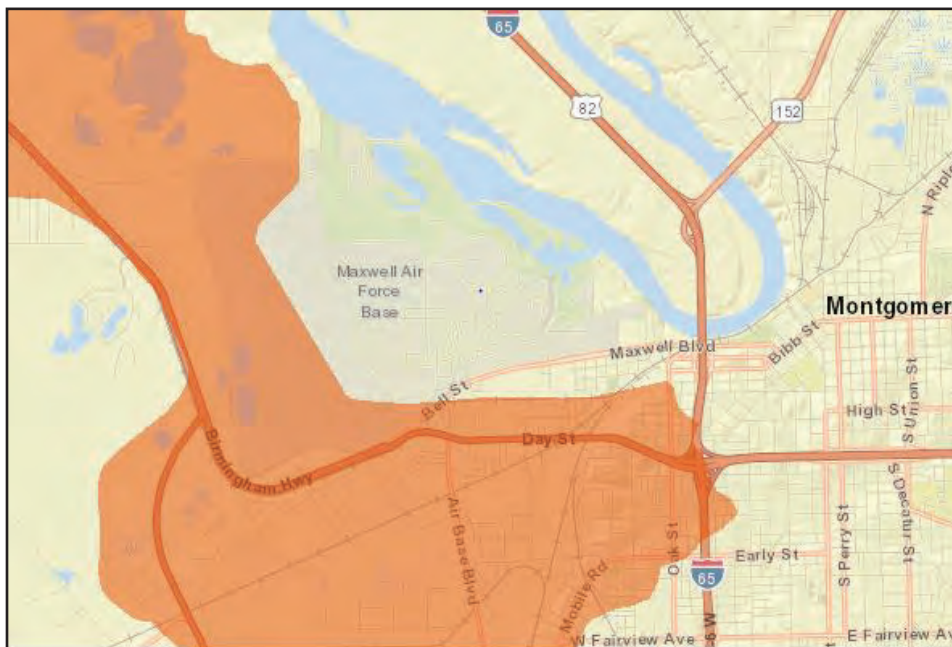 65
82
152
N Riple
Maxwell Air
Force
Base
Montgomer
Bibb St
Maxwell Blvd
Bell St
High St
S Union St
Day St
Birmingham Hwy
S Decatur St
Air Base Blvd
Oak St
S Perry St
Early St
Mobile Rd
65
W Fairview Ave
E Fairview Av